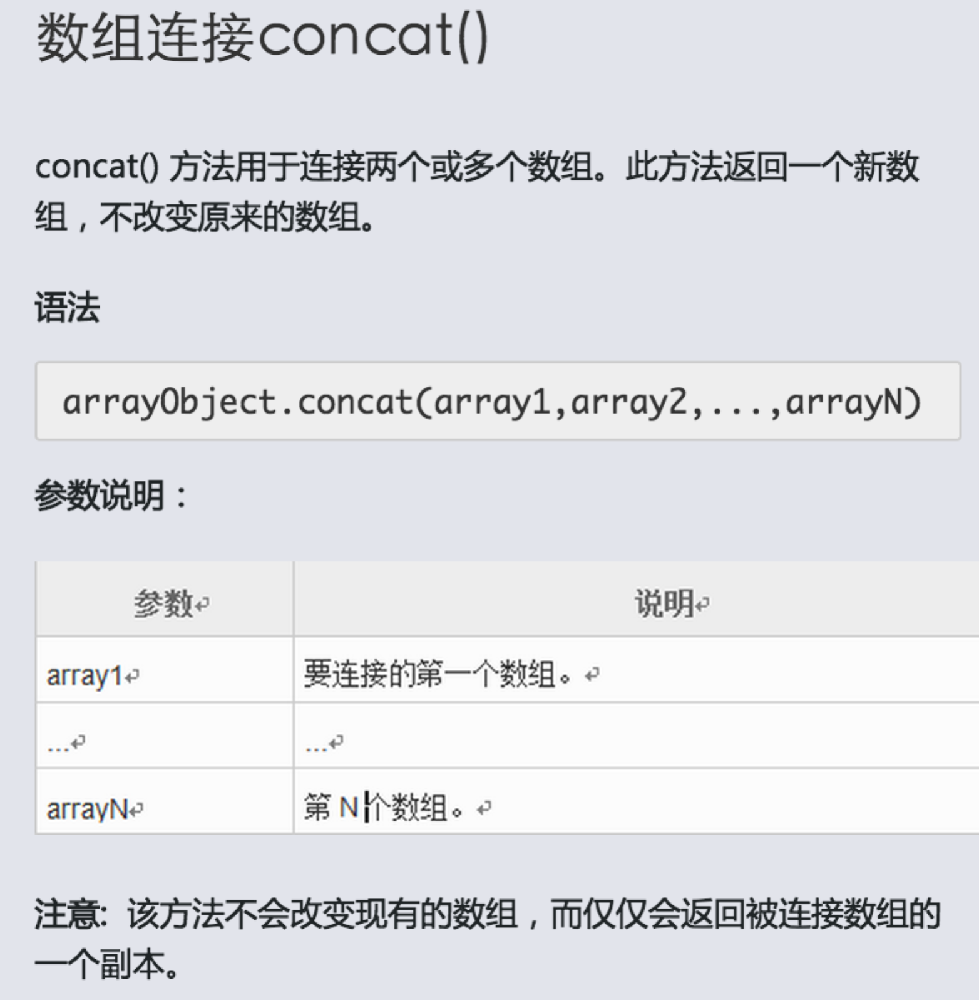 数组连接concat()
concat() 方法用于连接两个或多个数组。此方法返回一个新数
组，不改变原来的数组。
语法
arrayObject.concat(array1,array2,...,arrayN)
参数说明：
参数 说明
array1 要连接的第一个数组。
... ...
arrayN 第 N 个数组。
注意: 该方法不会改变现有的数组，而仅仅会返回被连接数组的
一个副本。